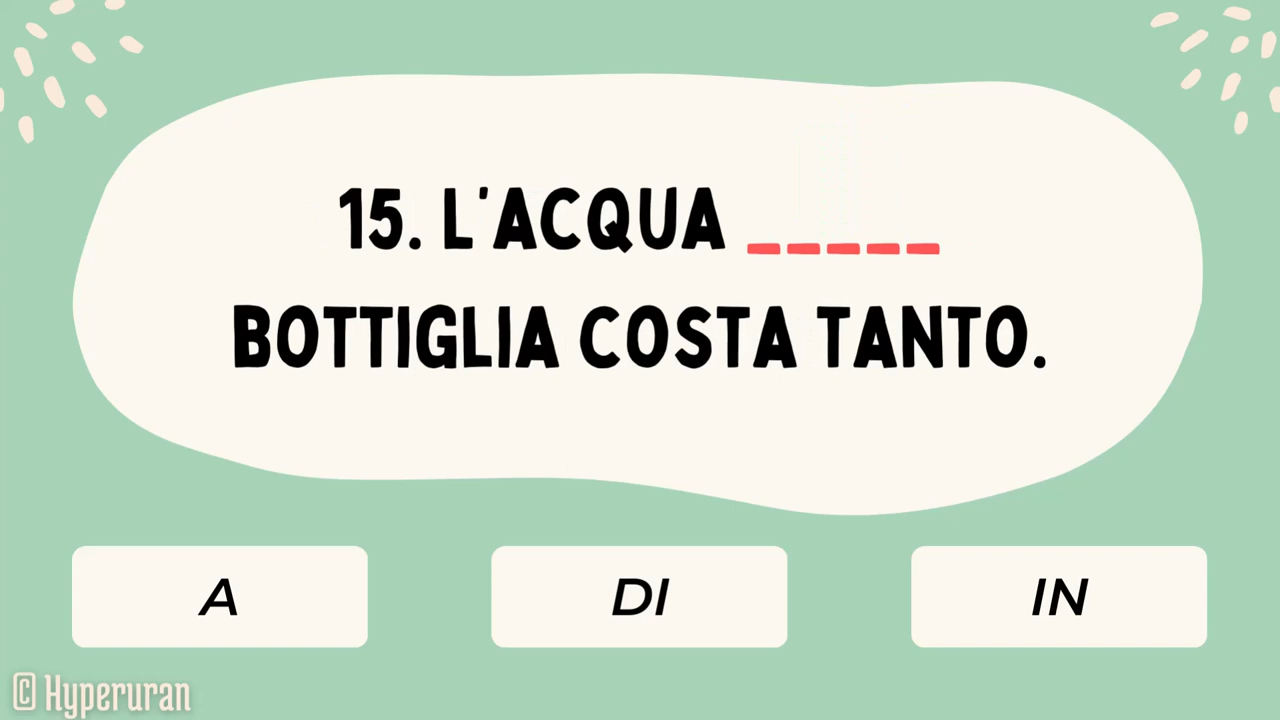 15. L'ACQUA _____
BOTTIGLIA COSTA TANTO.
A
DI
IN
© Hyperuran